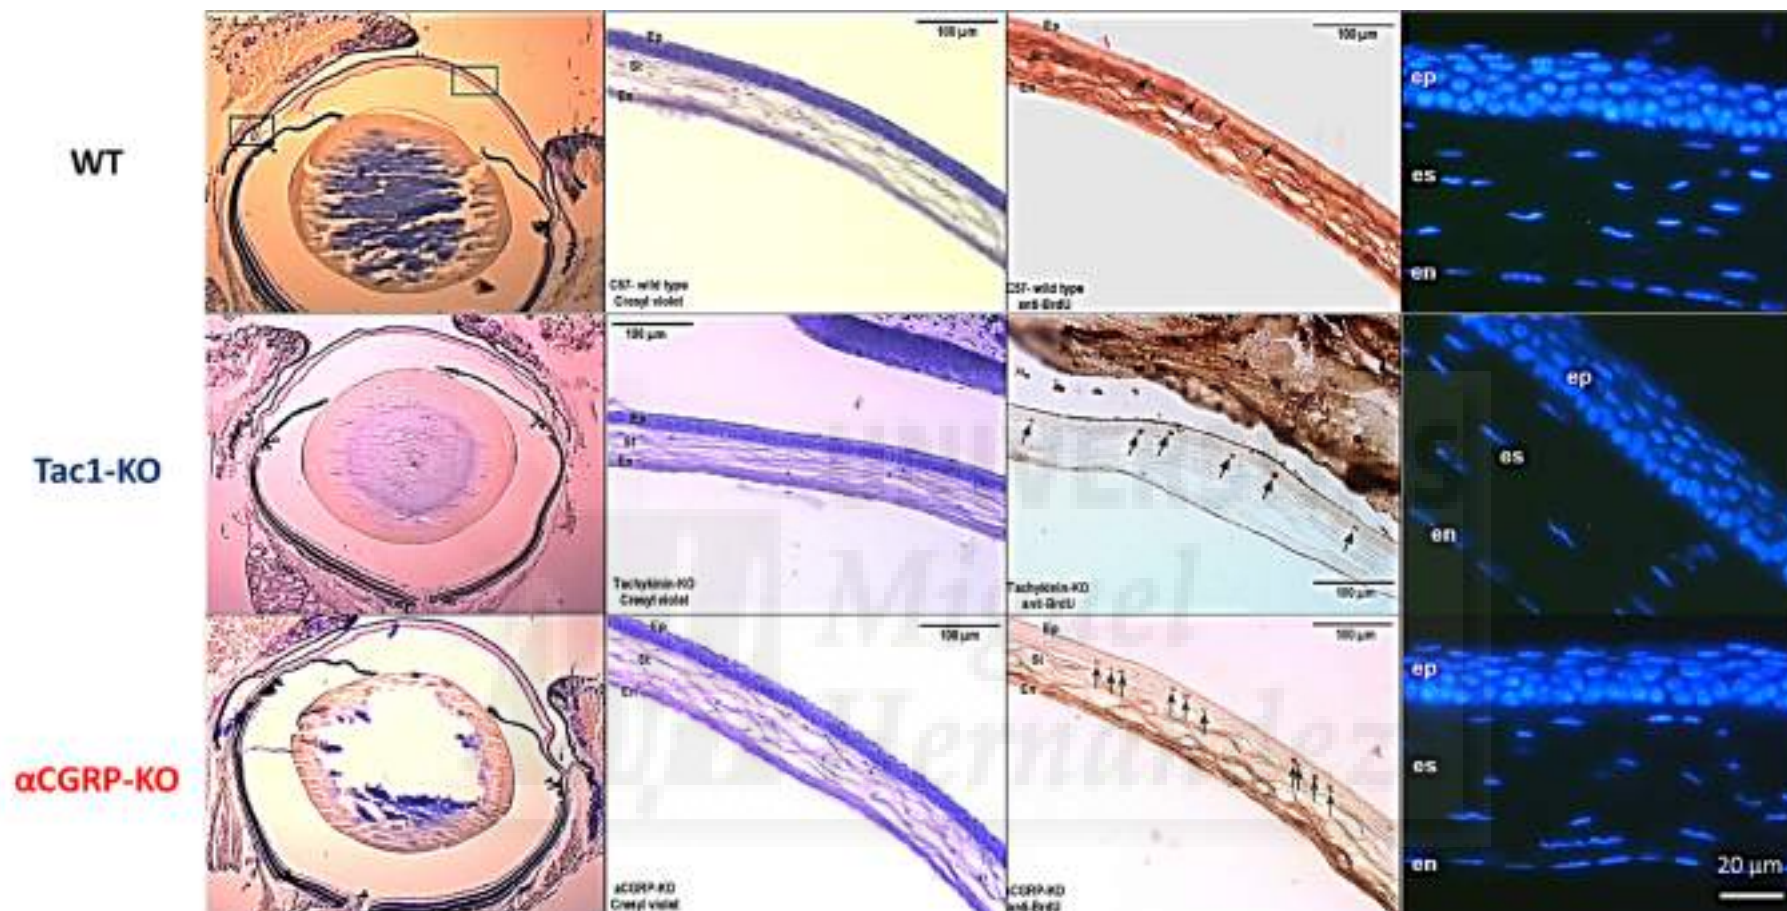 WT
Ep
St
En
100 µm
C57- wild type
Cresyl violet
Ep
En
100 µm
C57- wild type
anti-BrdU
ep
es
en
Tac1-KO
100 µm
Ep
St
En
Tachykinin-KO
Cresyl violet
Tachykinin-KO
anti-BrdU
100 µm
ep
es
en
αCGRP-KO
Ep
St
En
100 µm
αCGRP-KO
Cresyl violet
Ep
St
En
100 µm
αCGRP-KO
anti-BrdU
ep
es
en
20 µm
UNIVERSITAS
Miguel
Hernández